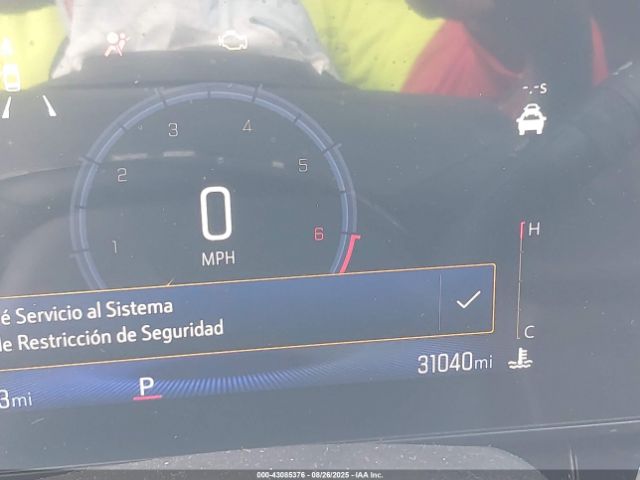 -.-s
3
4
2
5
1
6
0
MPH
H
é Servicio al Sistema
de Restricción de Seguridad
C
31040mi
3mi
P
000-43085376 - 08/26/2025 - IAA Inc.